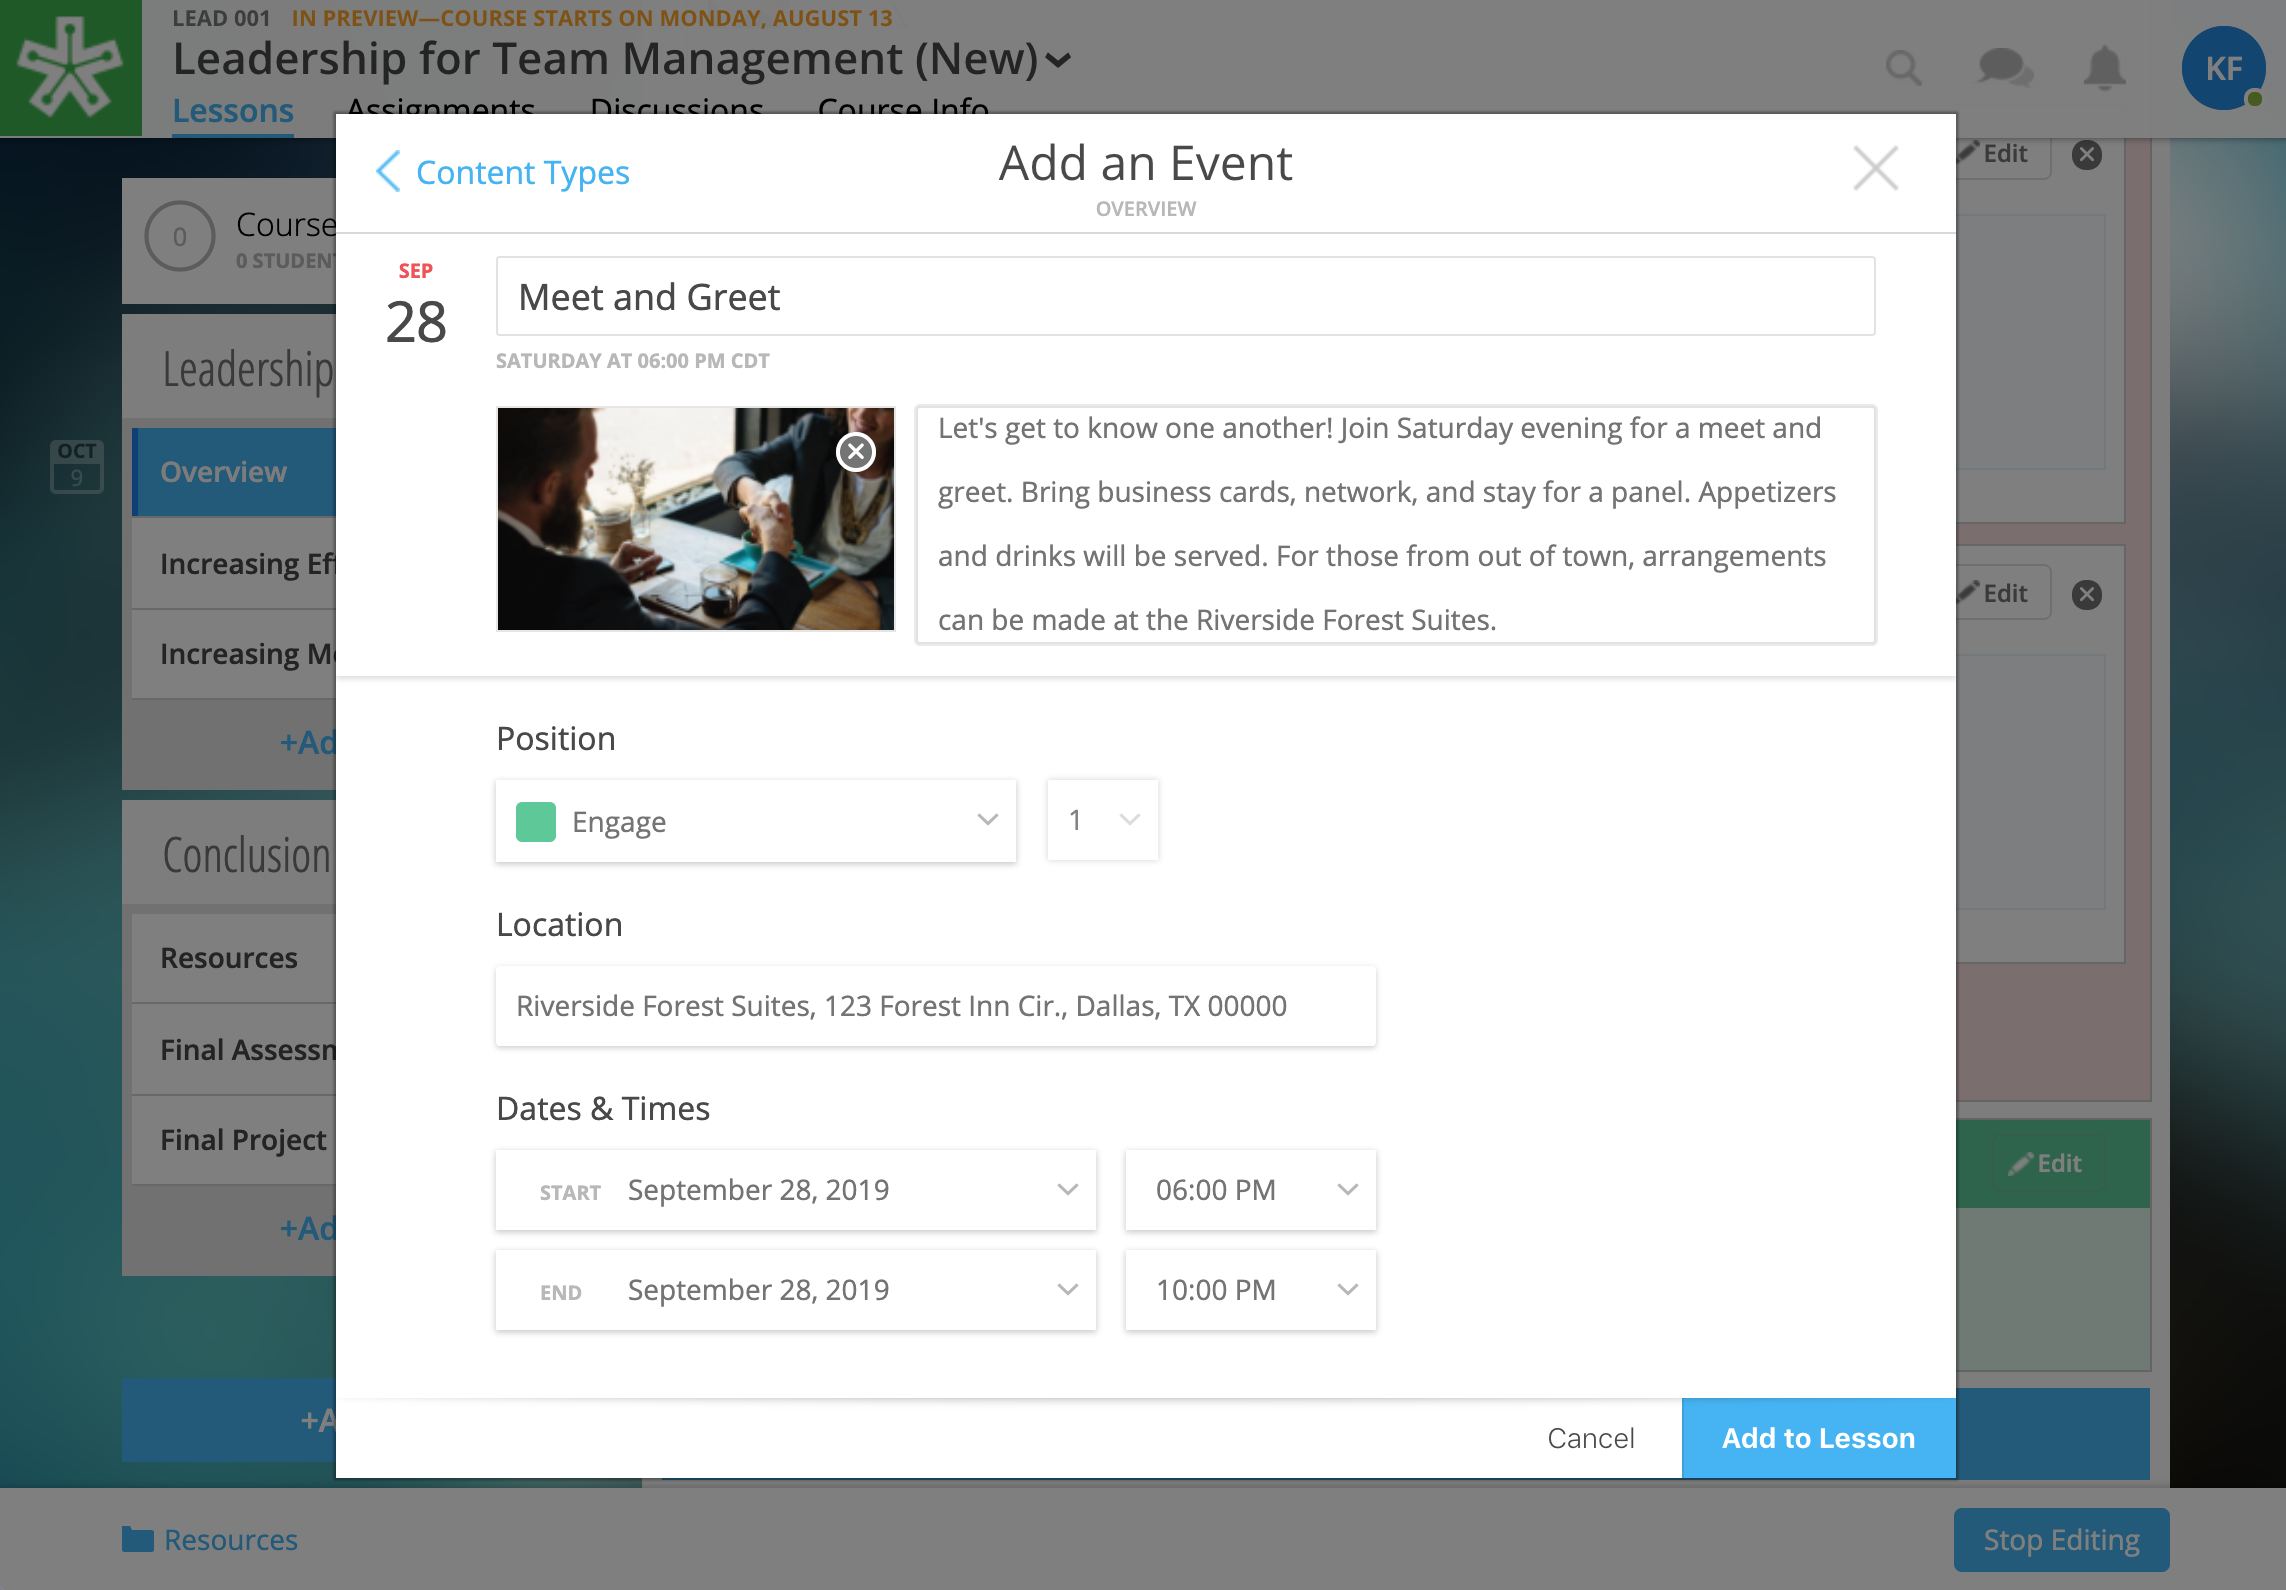 LEAD 001 IN PREVIEW—COURSE STARTS ON MONDAY, AUGUST 13
Leadership for Team Management (New)
Lessons Assignments Discussions Course Info
KF
Content Types
Add an Event
OVERVIEW
SEP
28
Meet and Greet
SATURDAY AT 06:00 PM CDT
Let's get to know one another! Join Saturday evening for a meet and
greet. Bring business cards, network, and stay for a panel. Appetizers
and drinks will be served. For those from out of town, arrangements
can be made at the Riverside Forest Suites.
Position
Engage 1
Location
Riverside Forest Suites, 123 Forest Inn Cir., Dallas, TX 00000
Dates & Times
START September 28, 2019 06:00 PM
END September 28, 2019 10:00 PM
Cancel Add to Lesson
0 Course
0 STUDENT
Leadership
OCT
9
Overview
Increasing
Increasing
+Ad
Conclusion
Resources
Final
Final Project
+Ad
+A
Edit
Edit
Edit
Resources
Stop Editing